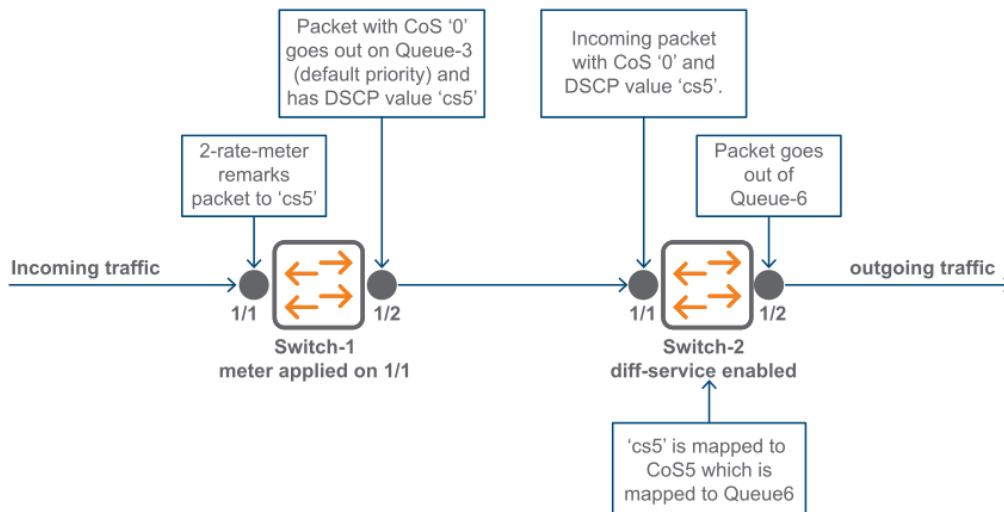 Packet with CoS ‘0’
goes out on Queue-3
(default priority) and
has DSCP value ‘cs5’
Incoming packet
with CoS ‘0’ and
DSCP value ‘cs5’.
2-rate-meter
remarks
packet to ‘cs5’
Packet goes
out of
Queue-6
Incoming traffic
outgoing traffic
1/1
1/2
1/1
1/2
Switch-1
meter applied on 1/1
Switch-2
diff-service enabled
‘cs5’ is mapped to
CoS5 which is
mapped to Queue6